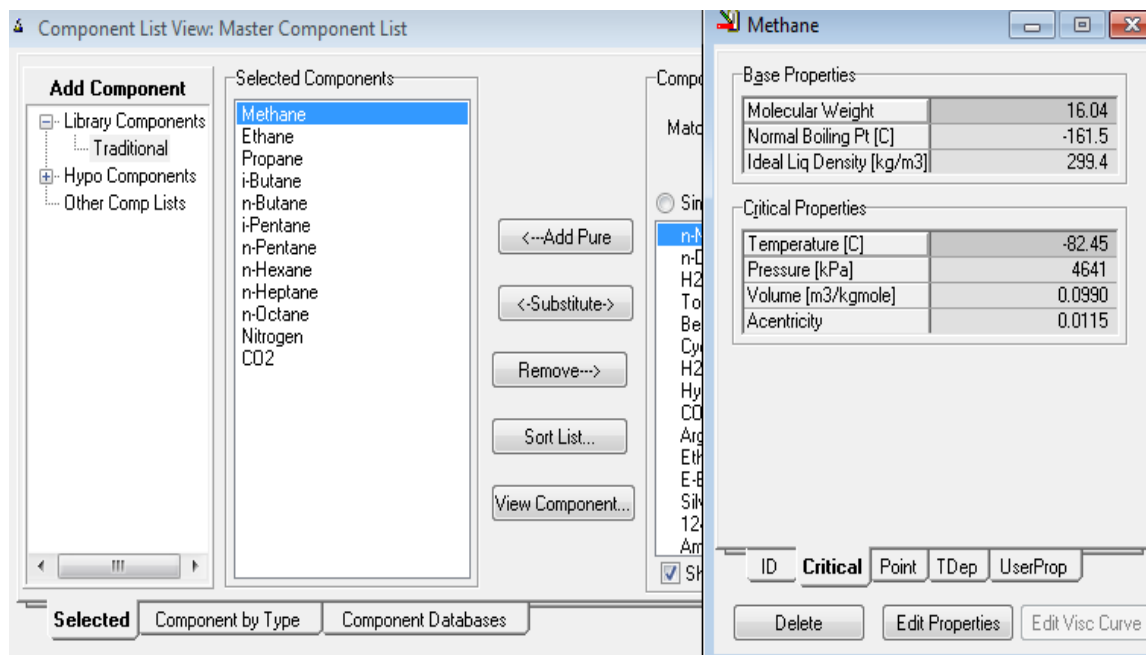 Component List View: Master Component List
Add Component
Library Components
Traditional
Hypo Components
Other Comp Lists
Selected Components
Methane
Ethane
Propane
i-Butane
n-Butane
i-Pentane
n-Pentane
n-Hexane
n-Heptane
n-Octane
Nitrogen
CO2
<---Add Pure
<-Substitute->
Remove--->
Sort List...
View Component...
Selected
Component by Type
Component Databases
Methane
Base Properties
Molecular Weight 16.04
Normal Boiling Pt [C] -161.5
Ideal Liq Density [kg/m3] 299.4
Critical Properties
Temperature [C] -82.45
Pressure [kPa] 4641
Volume [m3/kgmole] 0.0990
Acentricity 0.0115
ID Critical Point TDep UserProp
Delete Edit Properties Edit Visc Curve